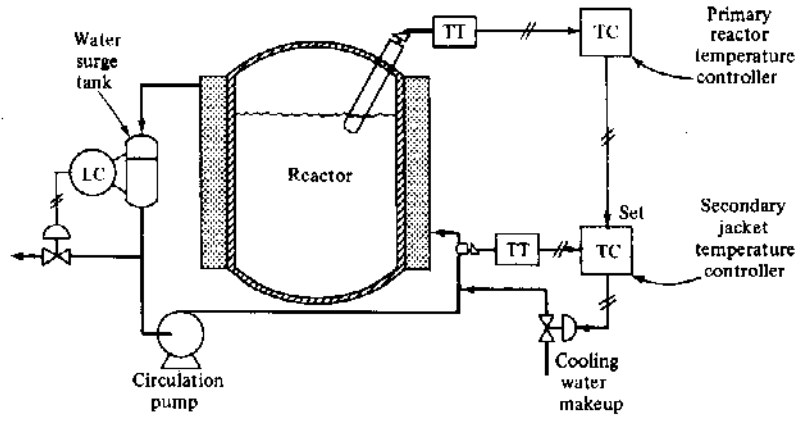 Water
surge
tank
TT
TC
Primary
reactor
temperature
controller
LC
Reactor
Set
TT
TC
Secondary
jacket
temperature
controller
Circulation
pump
Cooling
water
makeup